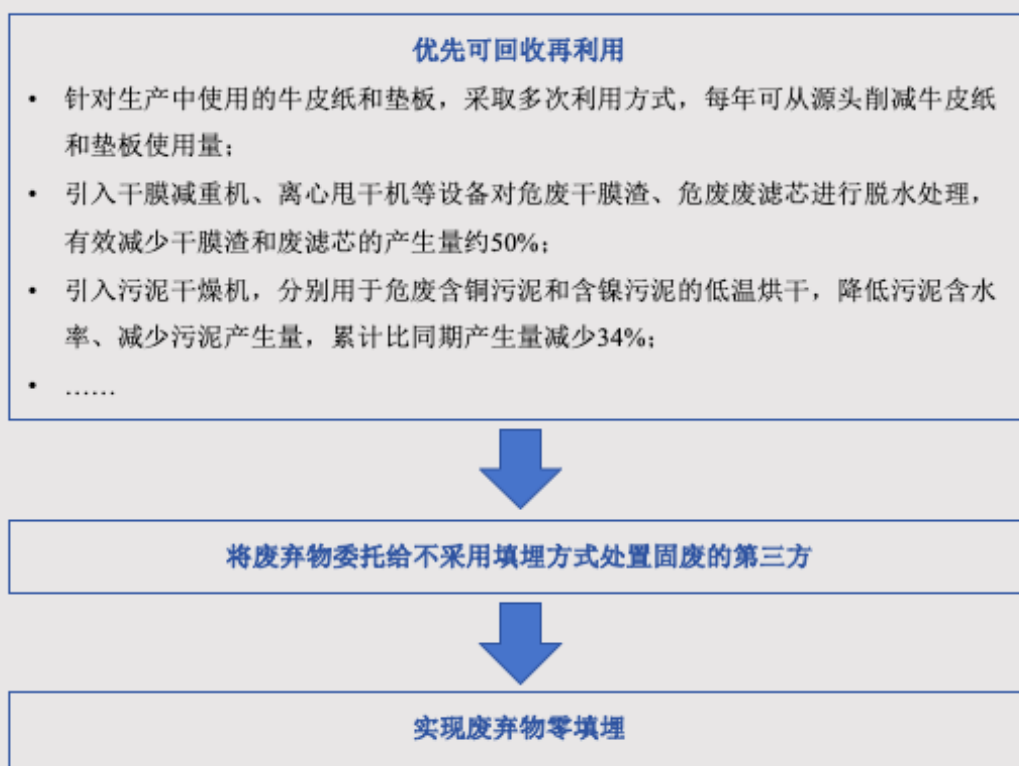 优先可回收再利用
• 针对生产中使用的牛皮纸和垫板，采取多次利用方式，每年可从源头削减牛皮纸
和垫板使用量；
• 引入干膜减重机、离心甩干机等设备对危废干膜渣、危废废滤芯进行脱水处理，
有效减少干膜渣和废滤芯的产生量约50%；
• 引入污泥干燥机，分别用于危废含铜污泥和含镍污泥的低温烘干，降低污泥含水
率、减少污泥产生量，累计比同期产生量减少34%；
• ……
将废弃物委托给不采用填埋方式处置固废的第三方
实现废弃物零填埋